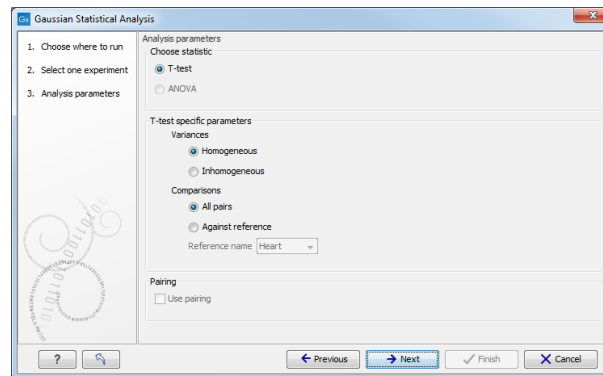 Gx Gaussian Statistical Analysis
1. Choose where to run
2. Select one experiment
3. Analysis parameters
Analysis parameters
Choose statistic
T-test
ANOVA
T-test specific parameters
Variances
Homogeneous
Inhomogeneous
Comparisons
All pairs
Against reference
Reference name Heart
Pairing
Use pairing
? Previous Next Finish Cancel